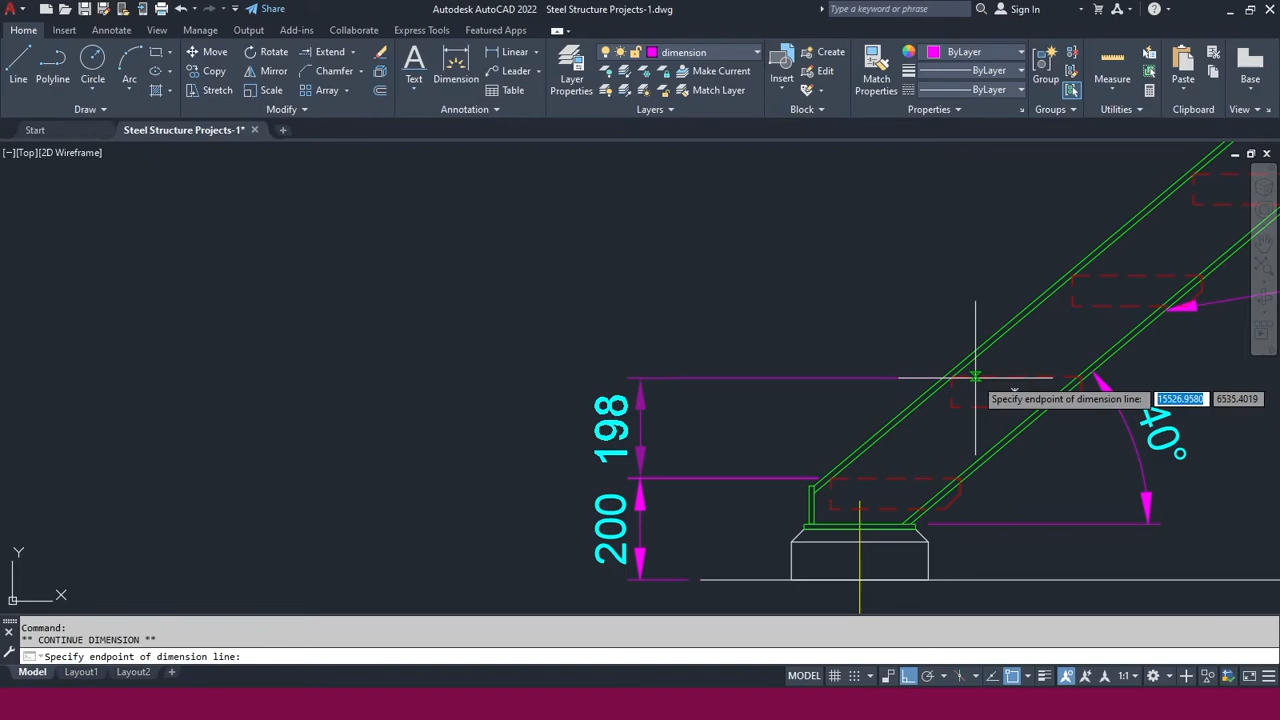 Autodesk AutoCAD 2022 Steel Structure Projects-1.dwg
Share
Type a keyword or phrase
Sign In
Home Insert Annotate View Manage Output Add-ins Collaborate Express Tools Featured Apps
Line Polyline Circle Arc
Move Rotate Extend
Copy Mirror Chamfer
Stretch Scale Array
Text Dimension
Linear
Leader
Table
Layer Properties
dimension
Make Current
Match Layer
Insert
Create
Edit
Match Properties
ByLayer
ByLayer
ByLayer
Group
Measure
Paste
Base
Draw Modify Annotation Layers Block Properties Groups Utilities Clipboard View
Start
Steel Structure Projects-1*
[−][Top][2D Wireframe]
198
200
40°
Specify endpoint of dimension line: 15526.9580 6535.4019
Y
X
Command:
** CONTINUE DIMENSION **
Specify endpoint of dimension line:
Model Layout1 Layout2
MODEL
1:1